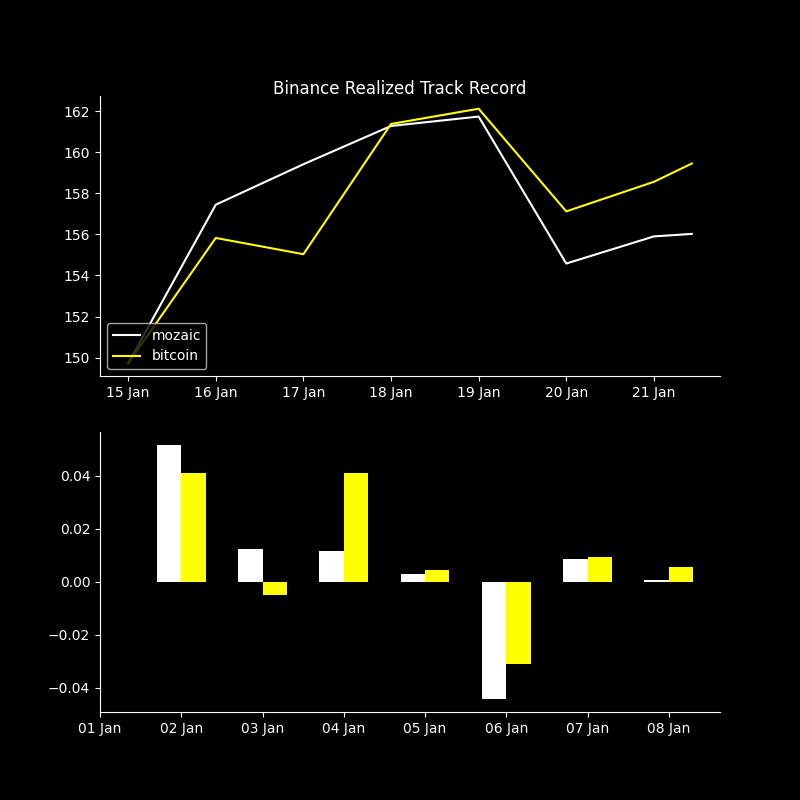 Binance Realized Track Record
162
160
158
156
154
152
150
mozaic
bitcoin
15 Jan 16 Jan 17 Jan 18 Jan 19 Jan 20 Jan 21 Jan
0.04
0.02
0.00
−0.02
−0.04
01 Jan 02 Jan 03 Jan 04 Jan 05 Jan 06 Jan 07 Jan 08 Jan